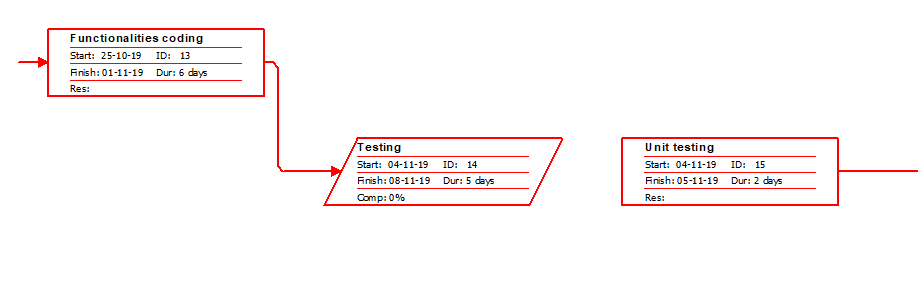 Functionalities coding
Start: 25-10-19 ID: 13
Finish: 01-11-19 Dur: 6 days
Res:
Testing
Start: 04-11-19 ID: 14
Finish: 08-11-19 Dur: 5 days
Comp: 0%
Unit testing
Start: 04-11-19 ID: 15
Finish: 05-11-19 Dur: 2 days
Res: